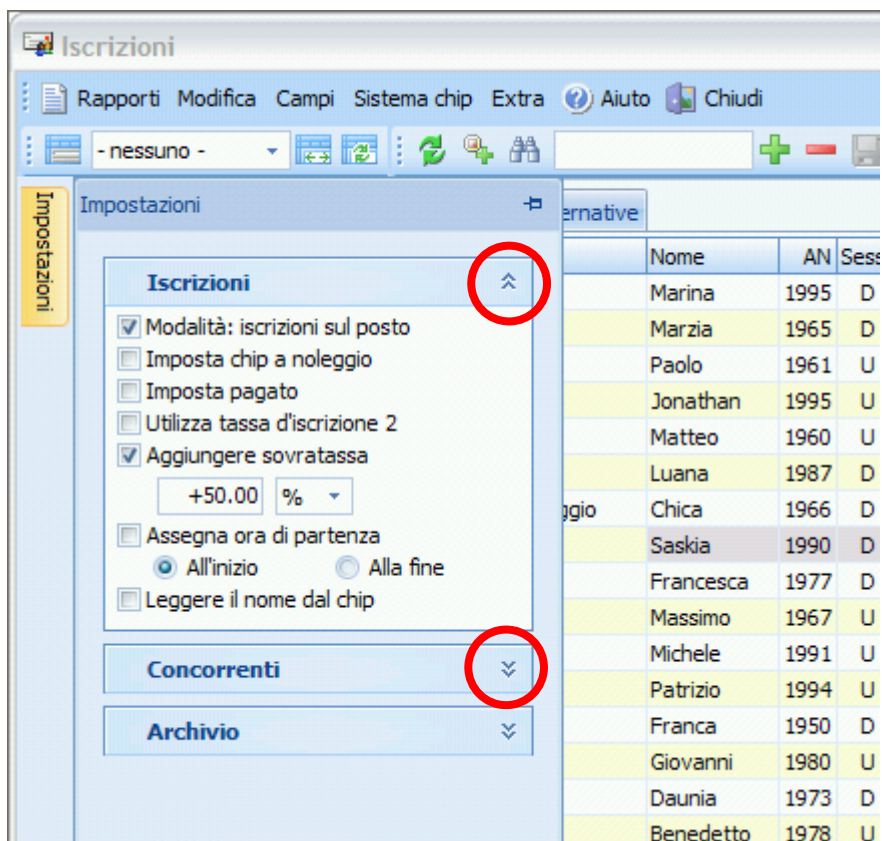 Iscrizioni
Rapporti Modifica Campi Sistema chip Extra Aiuto Chiudi
- nessuno -
Impostazioni
Impostazioni
ernative
Iscrizioni
Modalità: iscrizioni sul posto
Imposta chip a noleggio
Imposta pagato
Utilizza tassa d'iscrizione 2
Aggiungere sovratassa
+50.00 %
Assegna ora di partenza
All'inizio Alla fine
Leggere il nome dal chip
Concorrenti
Archivio
Nome AN Sess
Marina 1995 D
Marzia 1965 D
Paolo 1961 U
Jonathan 1995 U
Matteo 1960 U
Luana 1987 D
ggio Chica 1966 D
Saskia 1990 D
Francesca 1977 D
Massimo 1967 U
Michele 1991 U
Patrizio 1994 U
Franca 1950 D
Giovanni 1980 U
Daunia 1973 D
Benedetto 1978 U